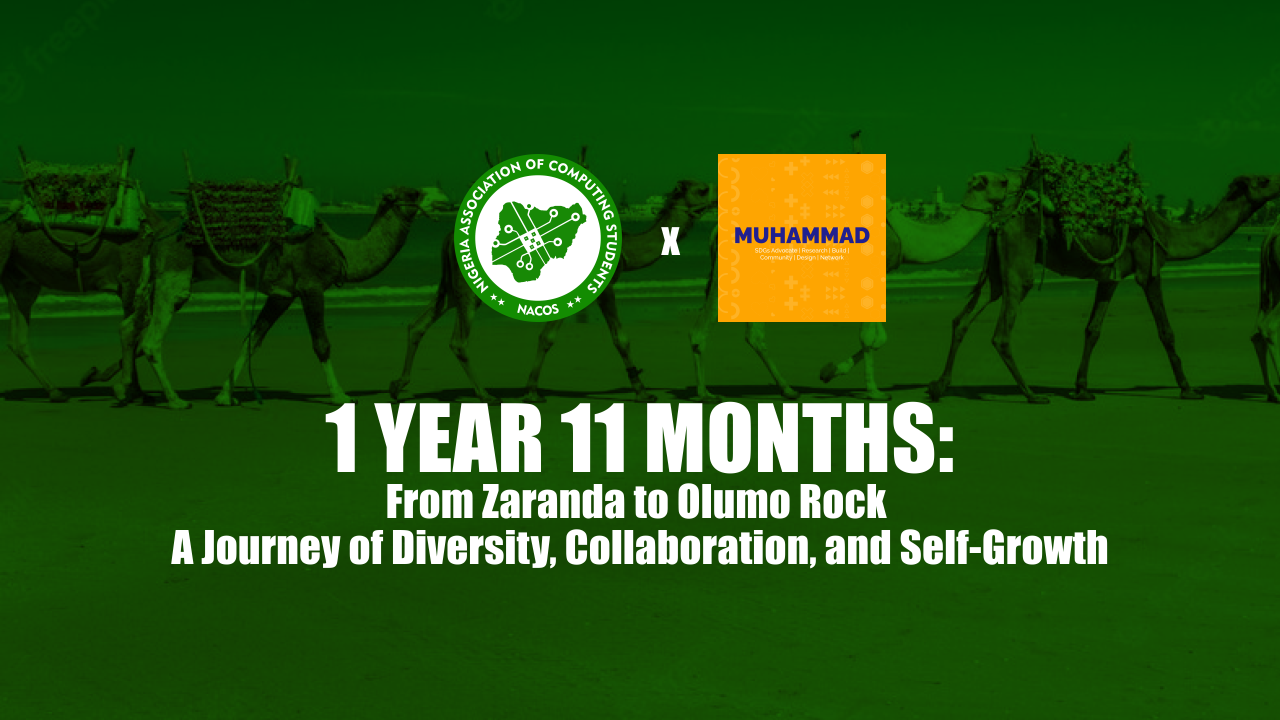 NIGERIA ASSOCIATION OF COMPUTING STUDENTS
NACOS
X
MUHAMMAD
SDGs Advocate | Research | Build |
Community | Design | Network
1 YEAR 11 MONTHS:
From Zaranda to Olumo Rock
A Journey of Diversity, Collaboration, and Self-Growth
freepik